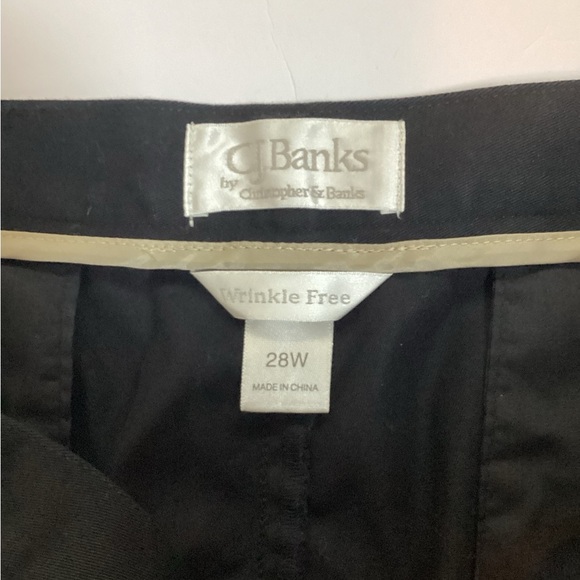 CJ Banks
by Christopher & Banks
Wrinkle Free
28W
MADE IN CHINA